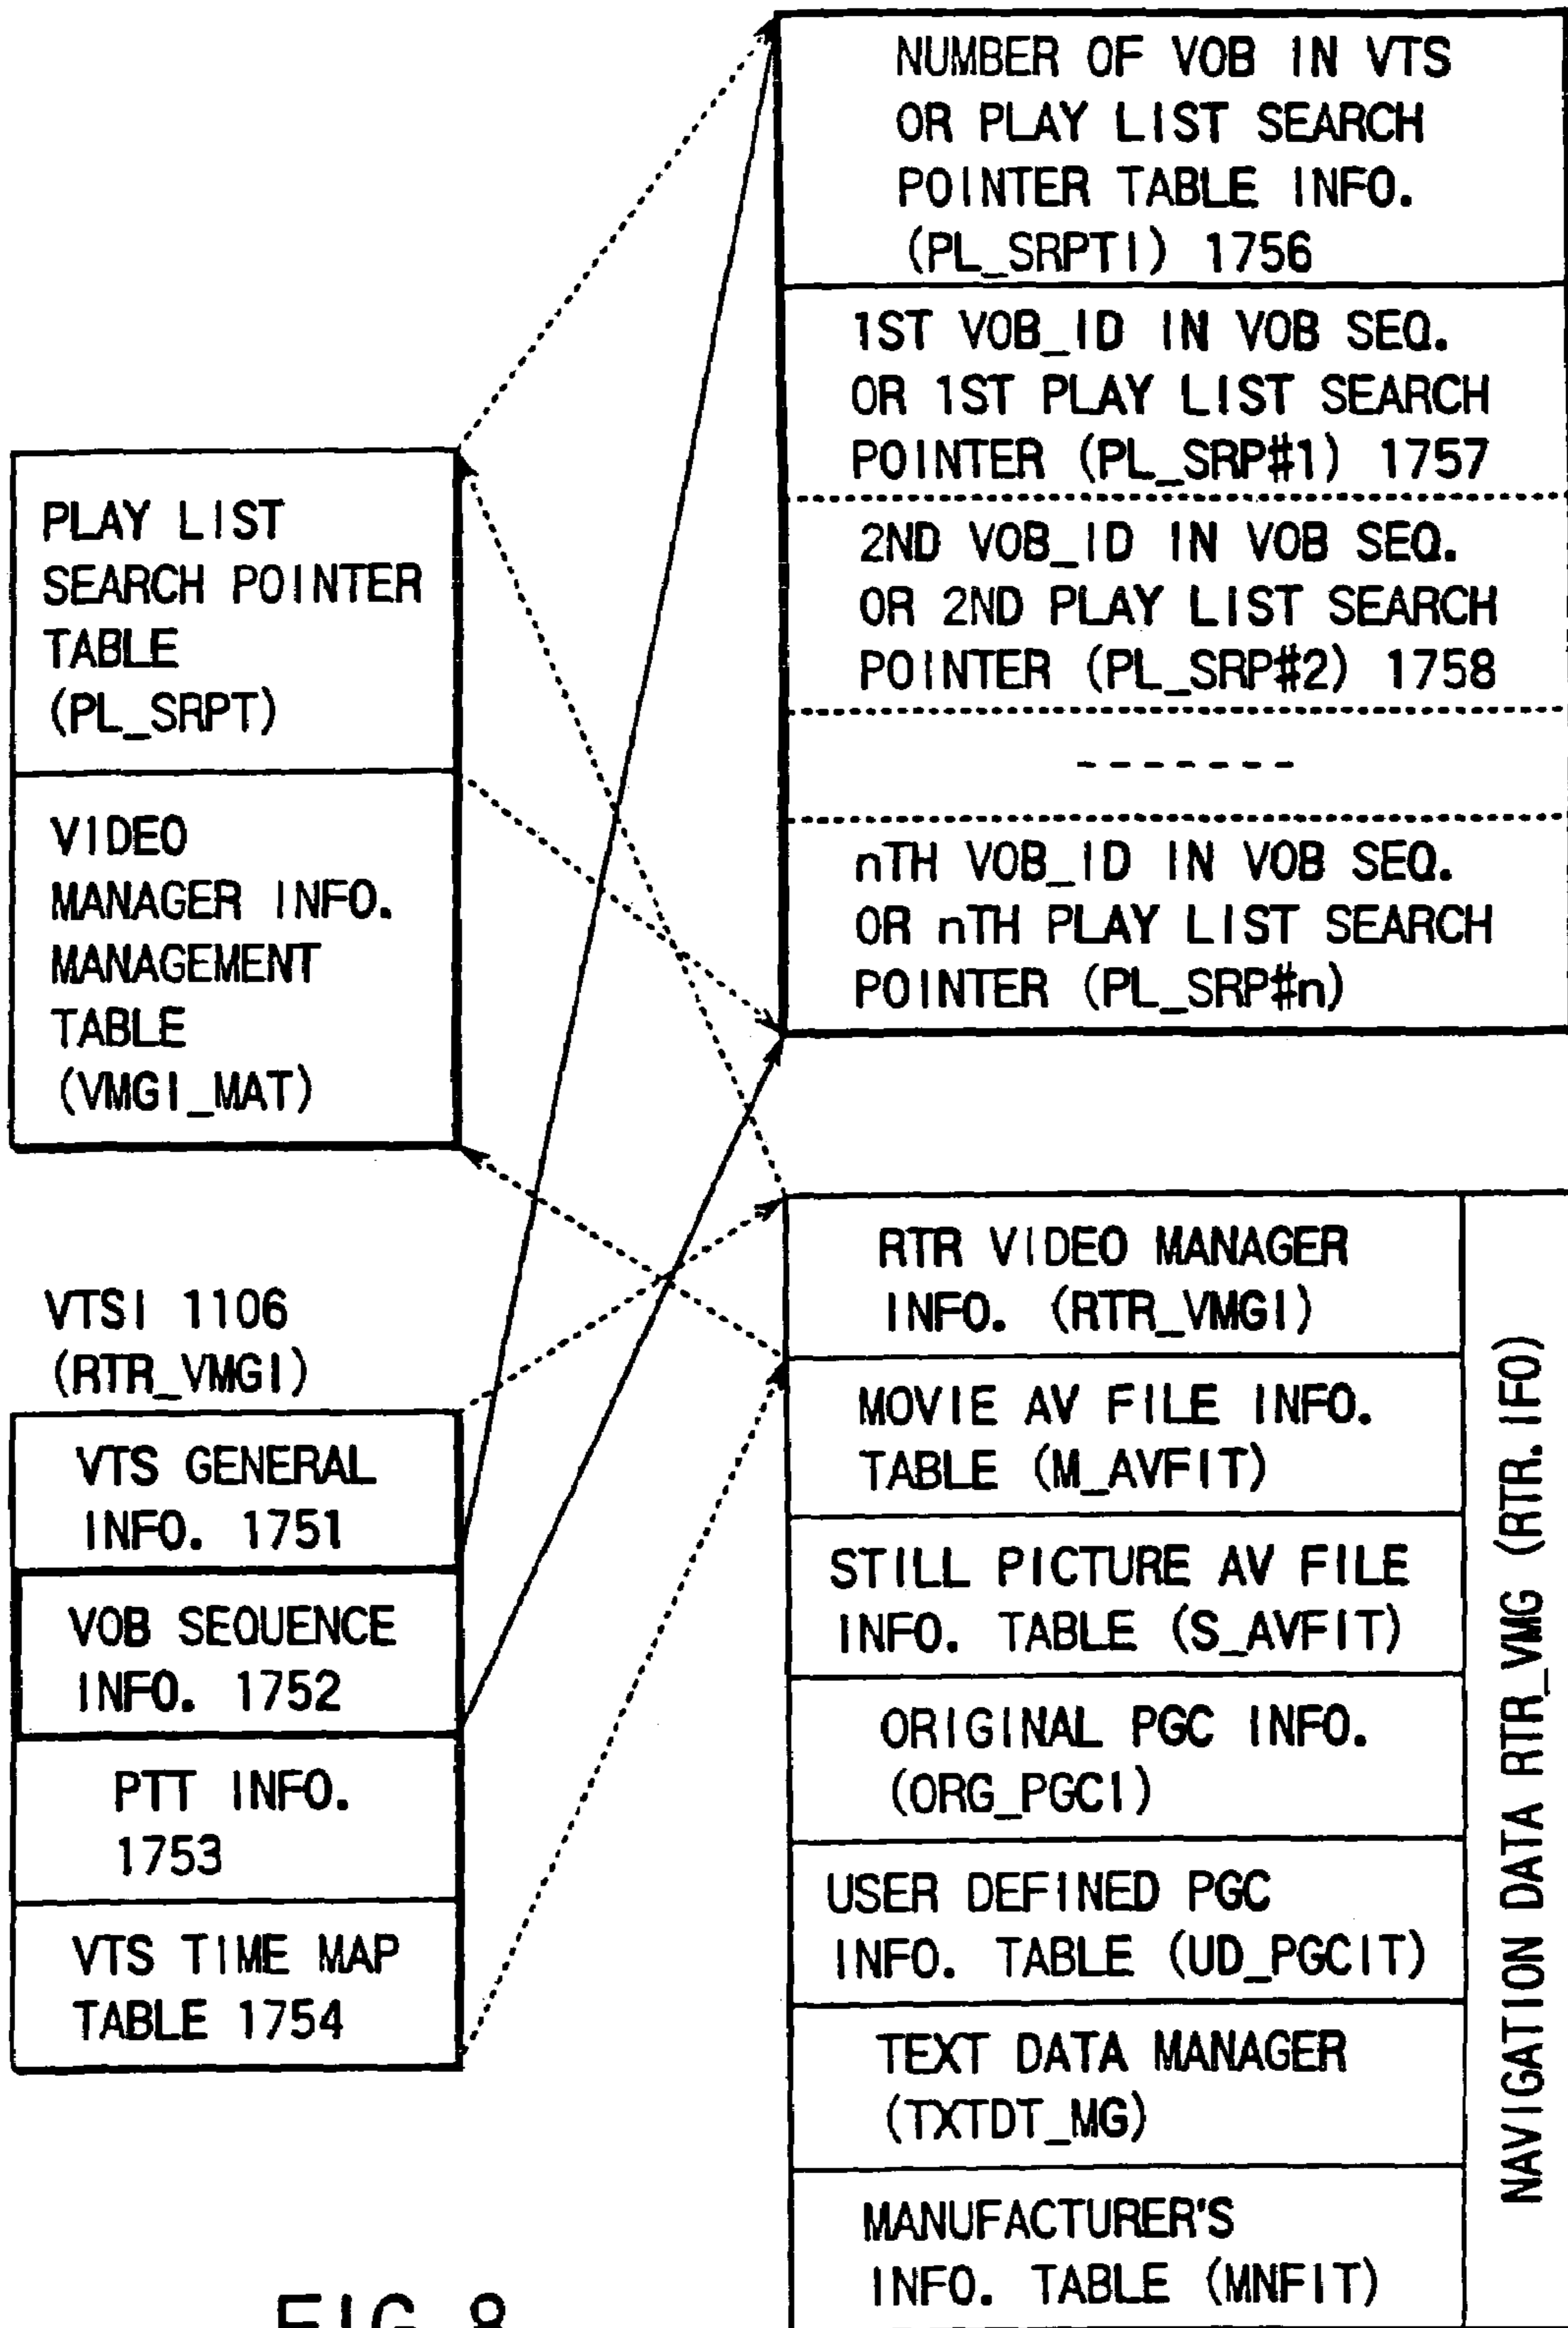 NUMBER OF VOB IN VTS
OR PLAY LIST SEARCH
POINTER TABLE INFO.
(PL_SRPTI) 1756
1ST VOB_ID IN VOB SEQ.
OR 1ST PLAY LIST SEARCH
POINTER (PL_SRP#1) 1757
2ND VOB_ID IN VOB SEQ.
OR 2ND PLAY LIST SEARCH
POINTER (PL_SRP#2) 1758
- - - - - - -
nTH VOB_ID IN VOB SEQ.
OR nTH PLAY LIST SEARCH
POINTER (PL_SRP#n)
PLAY LIST
SEARCH POINTER
TABLE
(PL_SRPT)
VIDEO
MANAGER INFO.
MANAGEMENT
TABLE
(VMGI_MAT)
VTSI 1106
(RTR_VMGI)
VTS GENERAL
INFO. 1751
VOB SEQUENCE
INFO. 1752
PTT INFO.
1753
VTS TIME MAP
TABLE 1754
RTR VIDEO MANAGER
INFO. (RTR_VMGI)
MOVIE AV FILE INFO.
TABLE (M_AVFIT)
STILL PICTURE AV FILE
INFO. TABLE (S_AVFIT)
ORIGINAL PGC INFO.
(ORG_PGCI)
USER DEFINED PGC
INFO. TABLE (UD_PGCIT)
TEXT DATA MANAGER
(TXTDT_MG)
MANUFACTURER'S
INFO. TABLE (MNFIT)
NAVIGATION DATA RTR_VMG (RTR.IFO)
FIG. 8